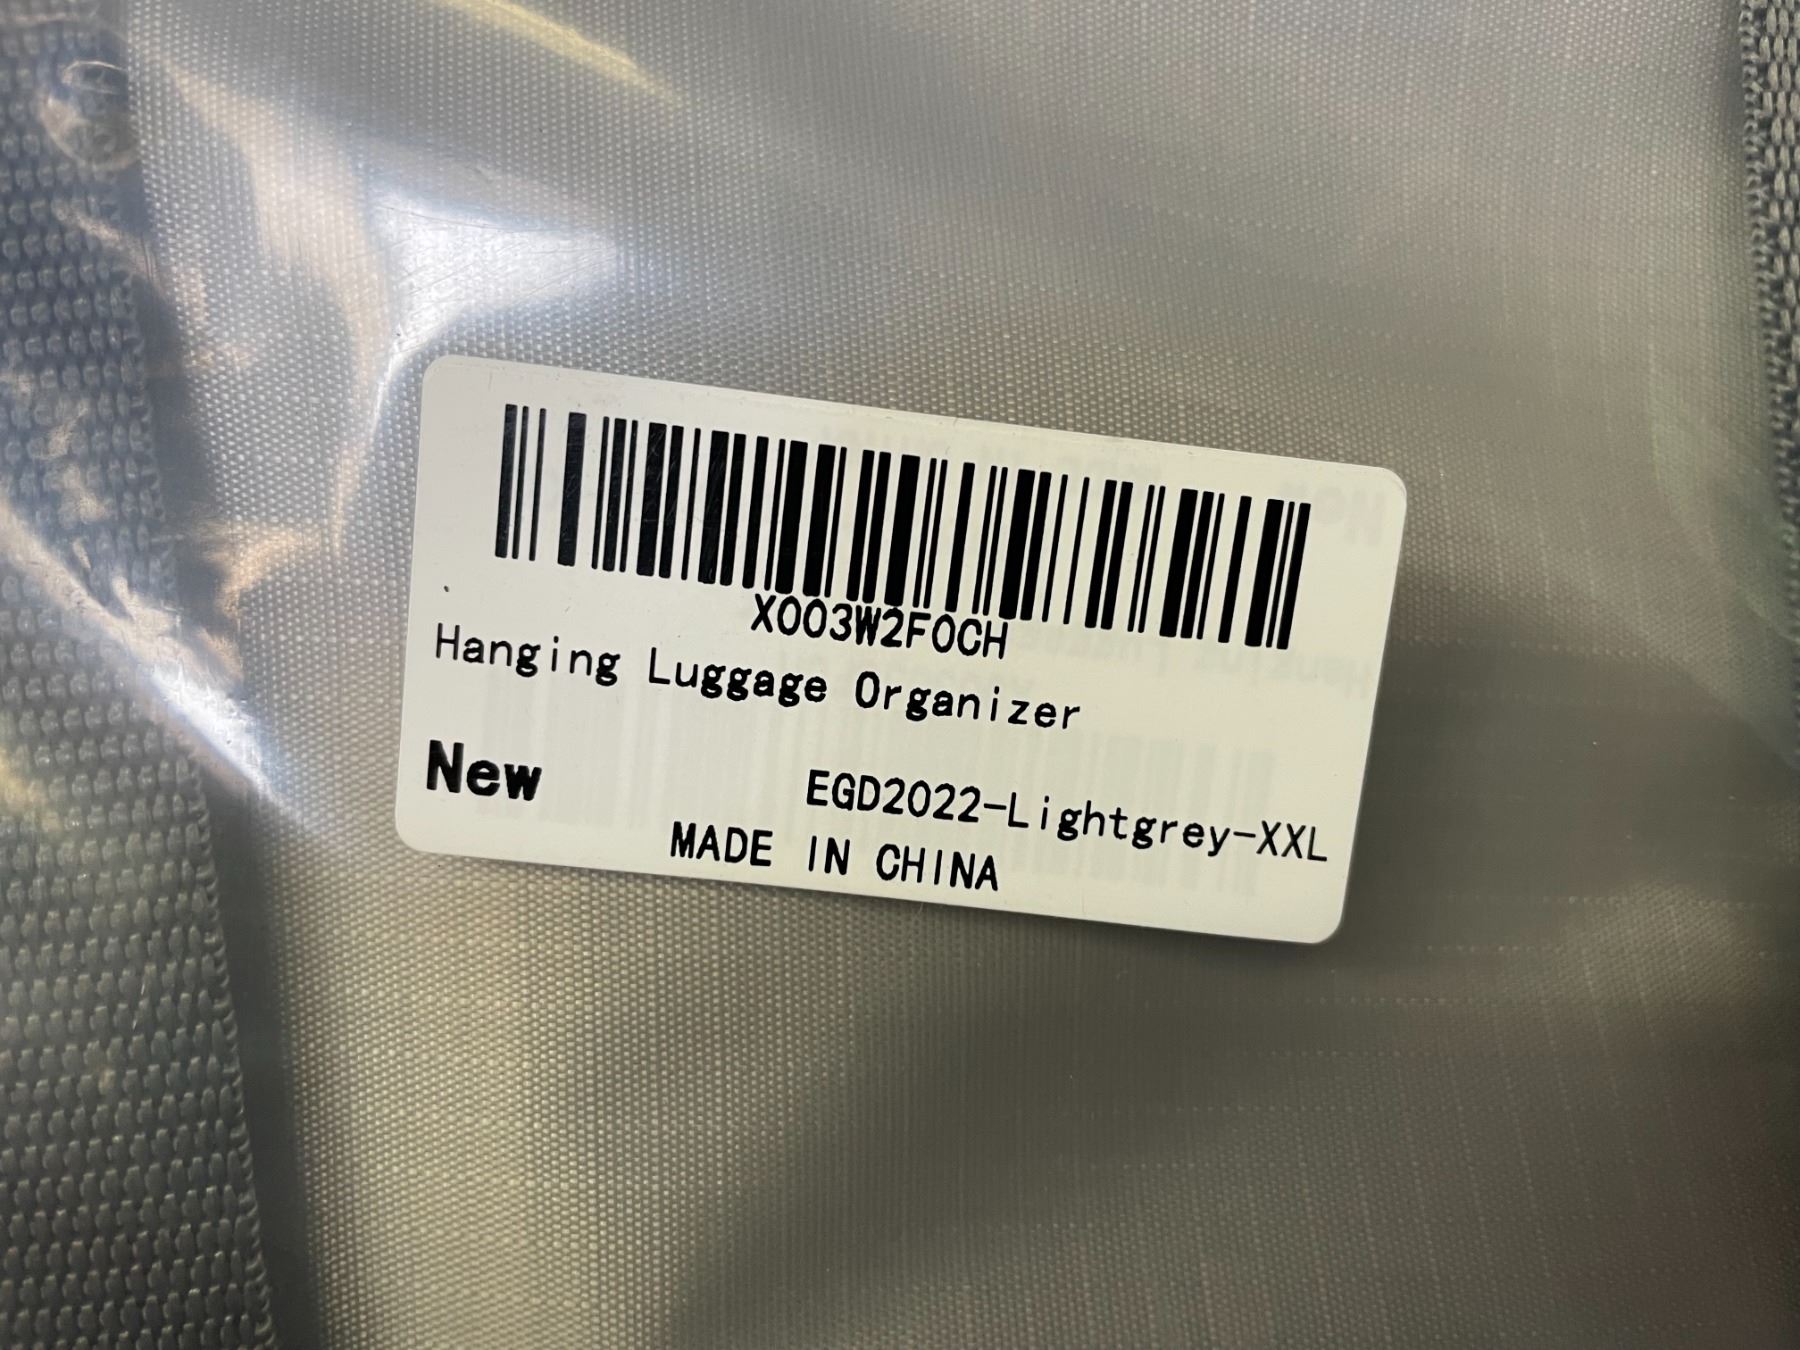 X003W2F0CH
Hanging Luggage Organizer
New
EGD2022-Lightgrey-XXL
MADE IN CHINA